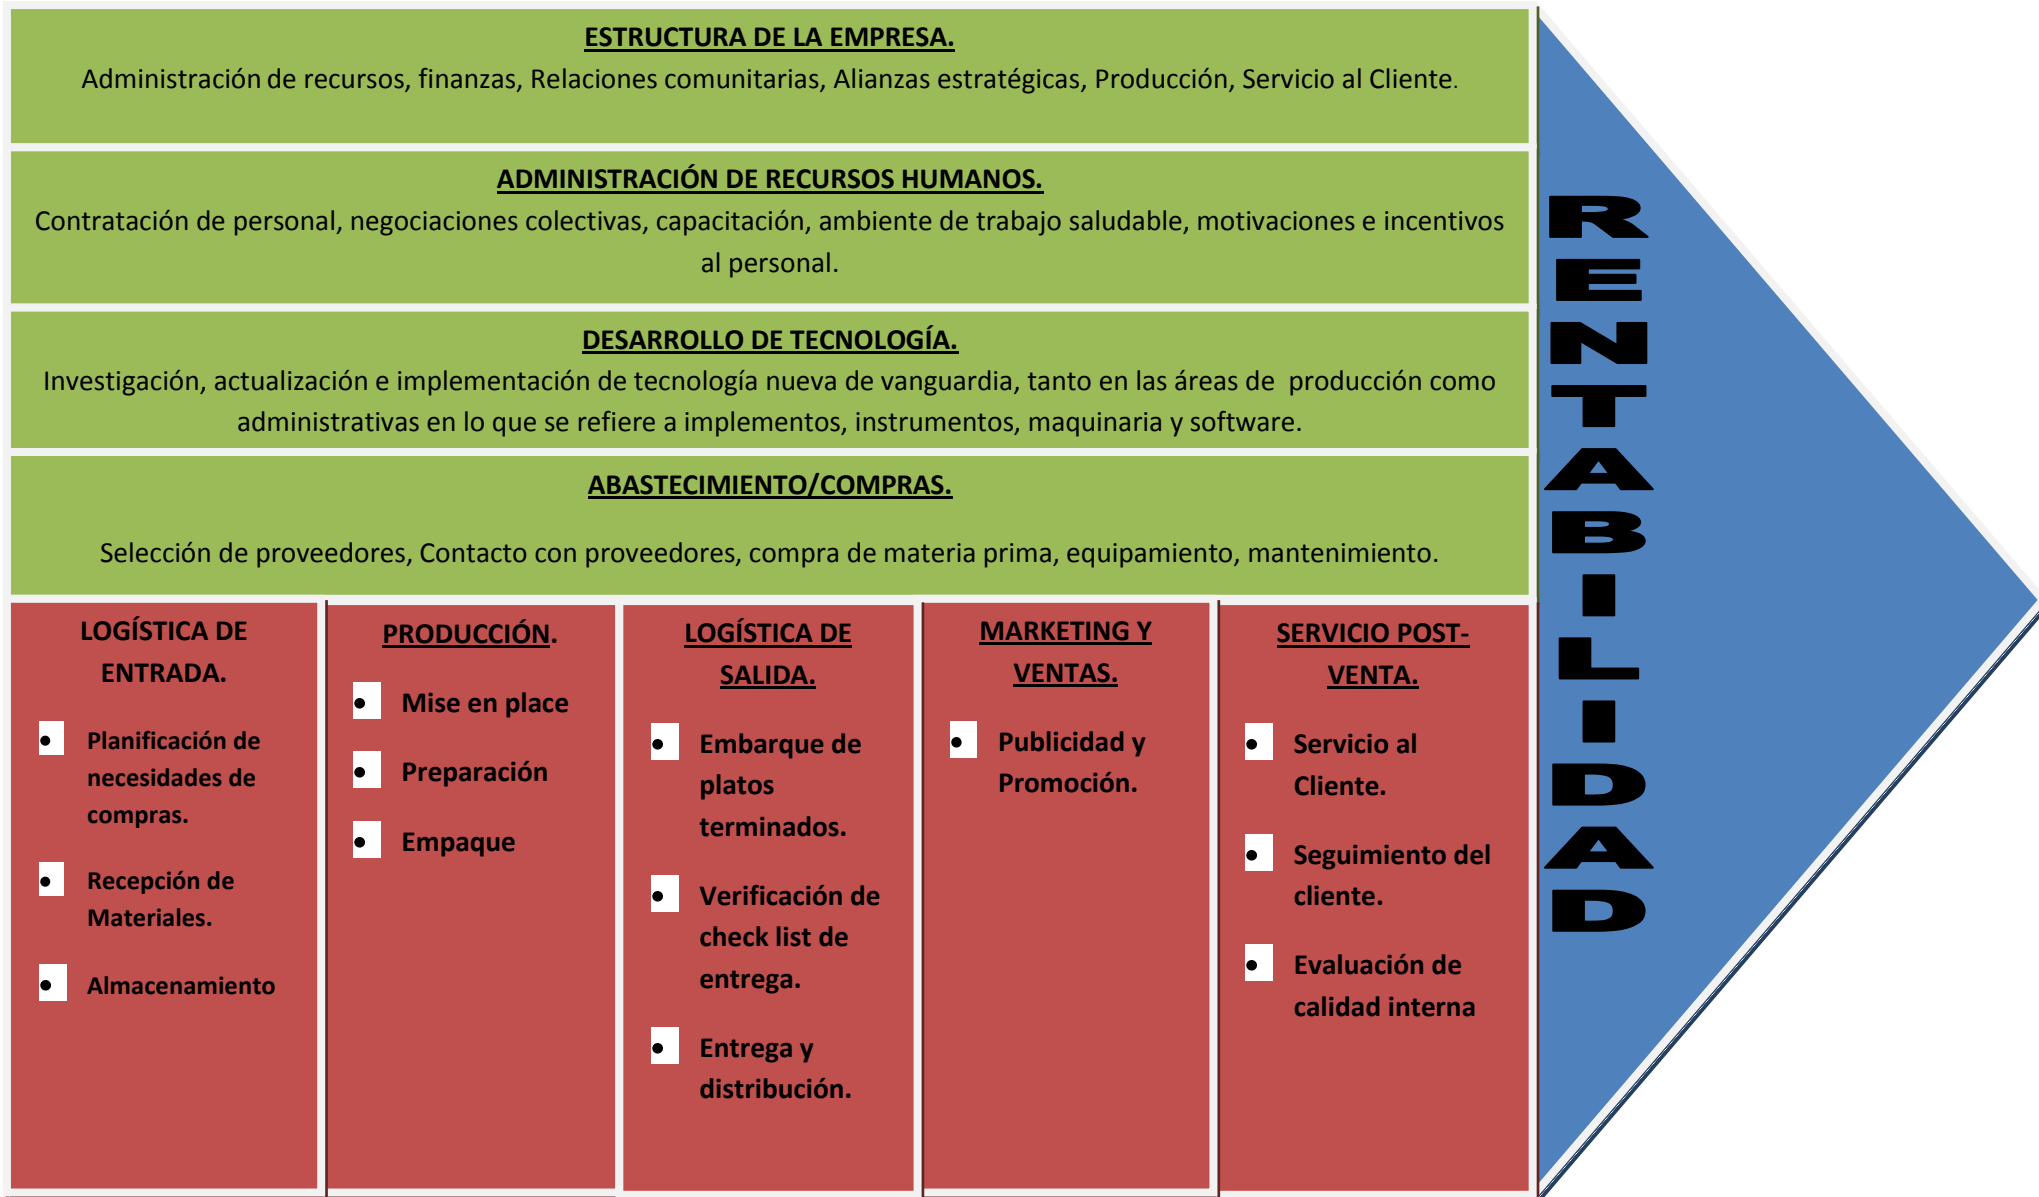 ESTRUCTURA DE LA EMPRESA.
Administración de recursos, finanzas, Relaciones comunitarias, Alianzas estratégicas, Producción, Servicio al Cliente.
ADMINISTRACIÓN DE RECURSOS HUMANOS.
Contratación de personal, negociaciones colectivas, capacitación, ambiente de trabajo saludable, motivaciones e incentivos
al personal.
DESARROLLO DE TECNOLOGÍA.
Investigación, actualización e implementación de tecnología nueva de vanguardia, tanto en las áreas de producción como
administrativas en lo que se refiere a implementos, instrumentos, maquinaria y software.
ABASTECIMIENTO/COMPRAS.
Selección de proveedores, Contacto con proveedores, compra de materia prima, equipamiento, mantenimiento.
LOGÍSTICA DE
ENTRADA.
• Planificación de
necesidades de
compras.
• Recepción de
Materiales.
• Almacenamiento
PRODUCCIÓN.
• Mise en place
• Preparación
• Empaque
LOGÍSTICA DE
SALIDA.
• Embarque de
platos
terminados.
• Verificación de
check list de
entrega.
• Entrega y
distribución.
MARKETING Y
VENTAS.
• Publicidad y
Promoción.
SERVICIO POST-
VENTA.
• Servicio al
Cliente.
• Seguimiento del
cliente.
• Evaluación de
calidad interna
RENTABILIDAD